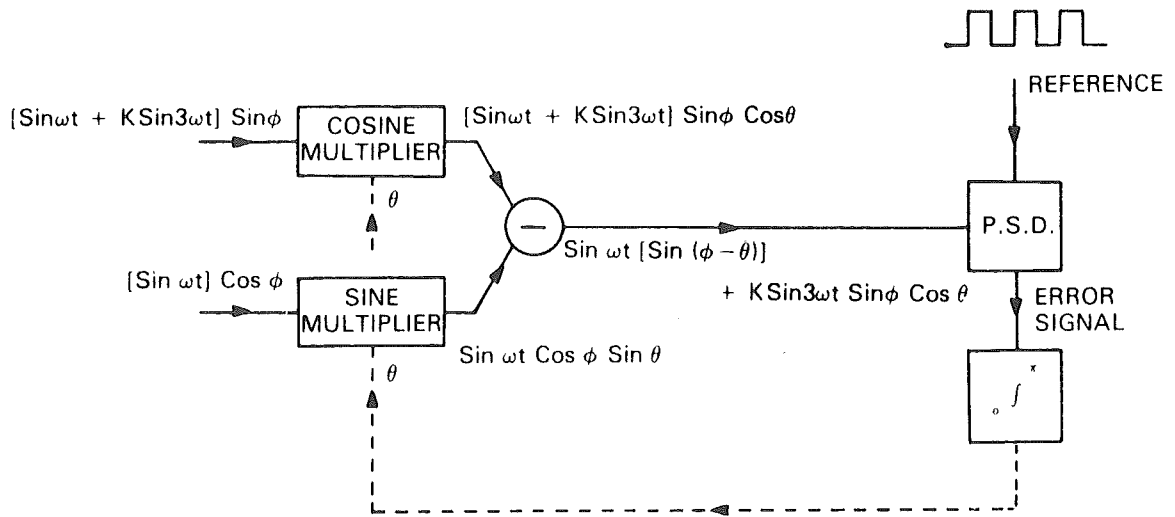 REFERENCE
[Sinωt + KSin3ωt] Sinϕ
COSINE
MULTIPLIER
[Sinωt + KSin3ωt] Sinϕ Cosθ
θ
P.S.D.
−
Sin ωt [Sin (ϕ − θ)]
+ KSin3ωt Sinϕ Cos θ
[Sin ωt] Cos ϕ
SINE
MULTIPLIER
ERROR
SIGNAL
Sin ωt Cos ϕ Sin θ
θ
π
o ∫